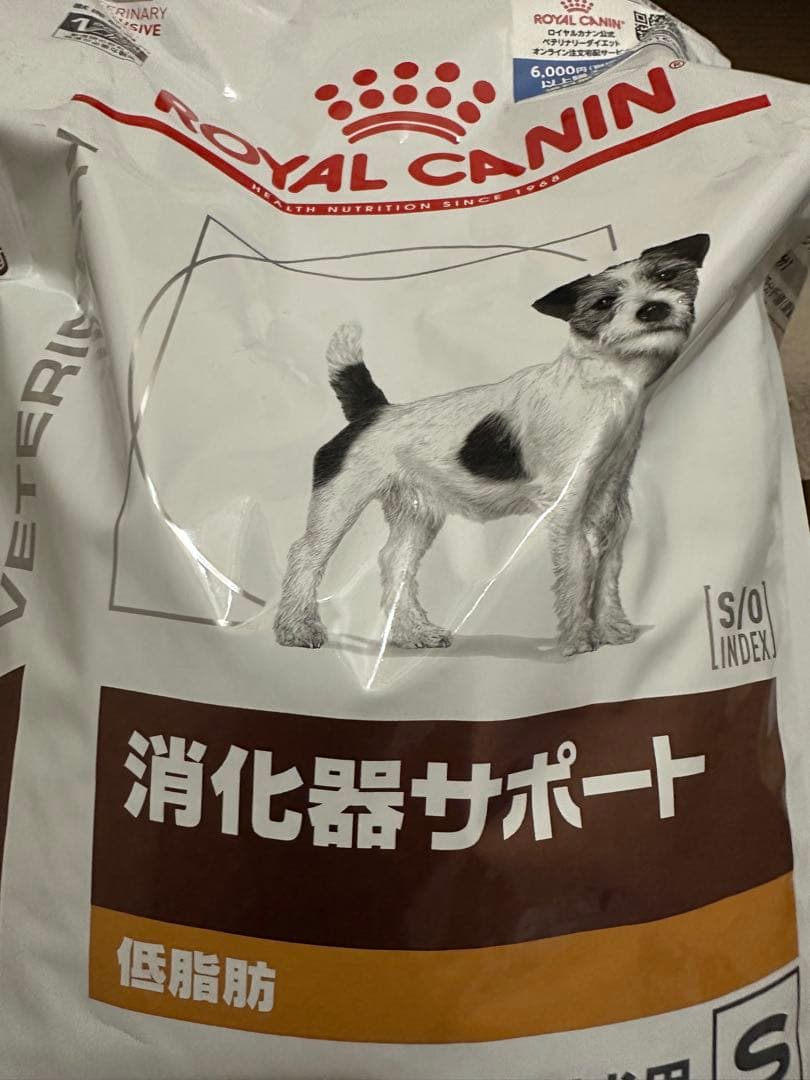 ROYAL CANIN
ロイヤルカナン公式
ベテリナリーダイエット
オンライン注文宅配サービ
6,000円
以上
ROYAL CANIN®
HEALTH NUTRITION SINCE 1968
S/O
INDEX
消化器サポート
低脂肪
S